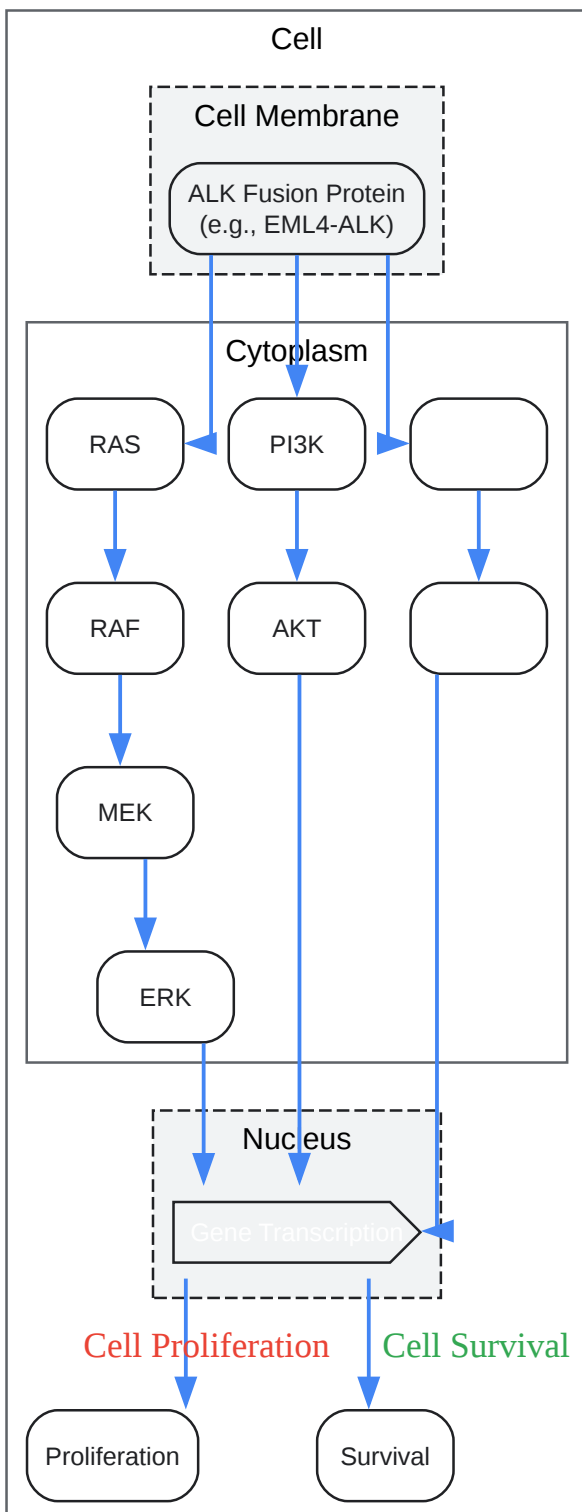 Cell
Cell Membrane
ALK Fusion Protein
(e.g., EML4-ALK)
Cytoplasm
RAS
PI3K
RAF
AKT
MEK
ERK
Nucleus
Gene Transcription
Cell Proliferation
Cell Survival
Proliferation
Survival